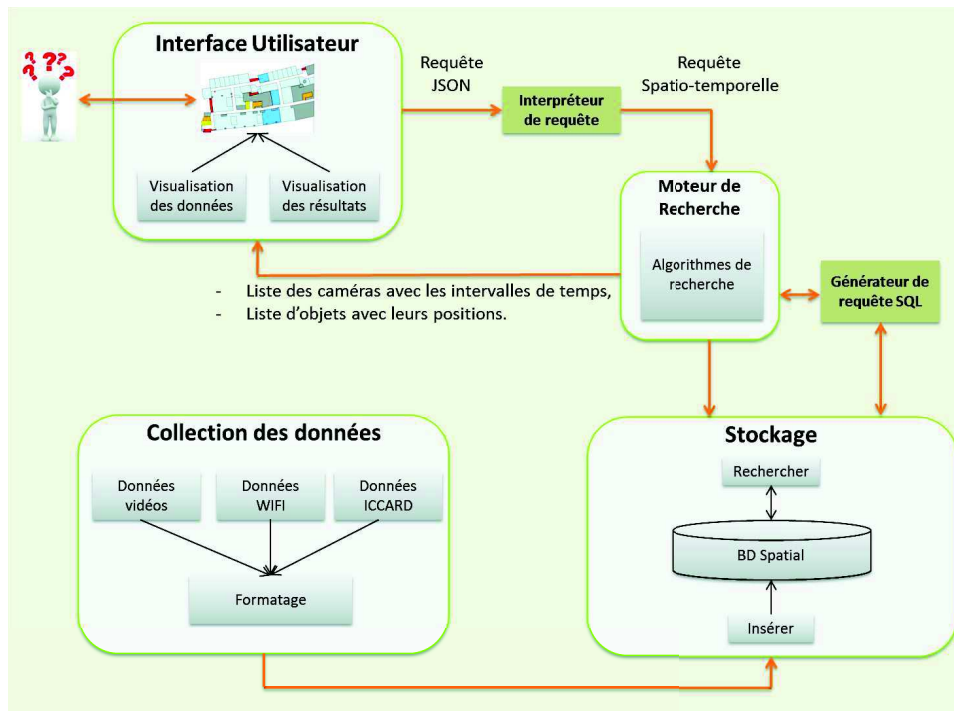 ? ? ? ? ?
Interface Utilisateur
Visualisation
des données
Visualisation
des résultats
Requête
JSON
Interpréteur
de requête
Requête
Spatio-temporelle
Moteur de
Recherche
Algorithmes de
recherche
Générateur de
requête SQL
- Liste des caméras avec les intervalles de temps,
- Liste d'objets avec leurs positions.
Collection des données
Données
vidéos
Données
WIFI
Données
ICCARD
Formatage
Stockage
Rechercher
BD Spatial
Insérer